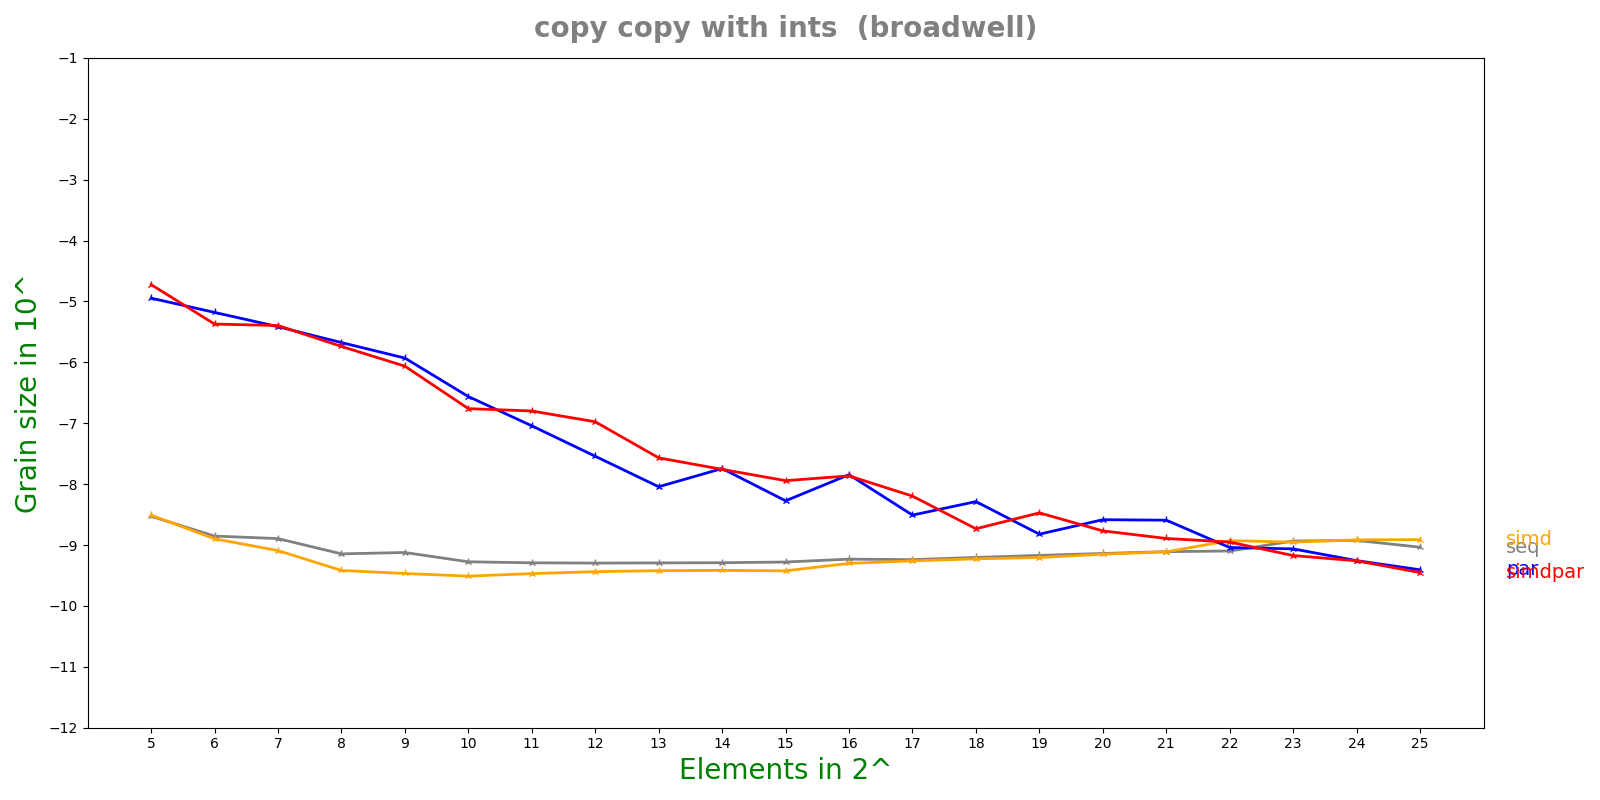 copy copy with ints  (broadwell)
−1
−2
−3
−4
−5
−6
−7
−8
−9
−10
−11
−12
Grain size in 10^
simd
seq
par
simdpar
5 6 7 8 9 10 11 12 13 14 15 16 17 18 19 20 21 22 23 24 25
Elements in 2^